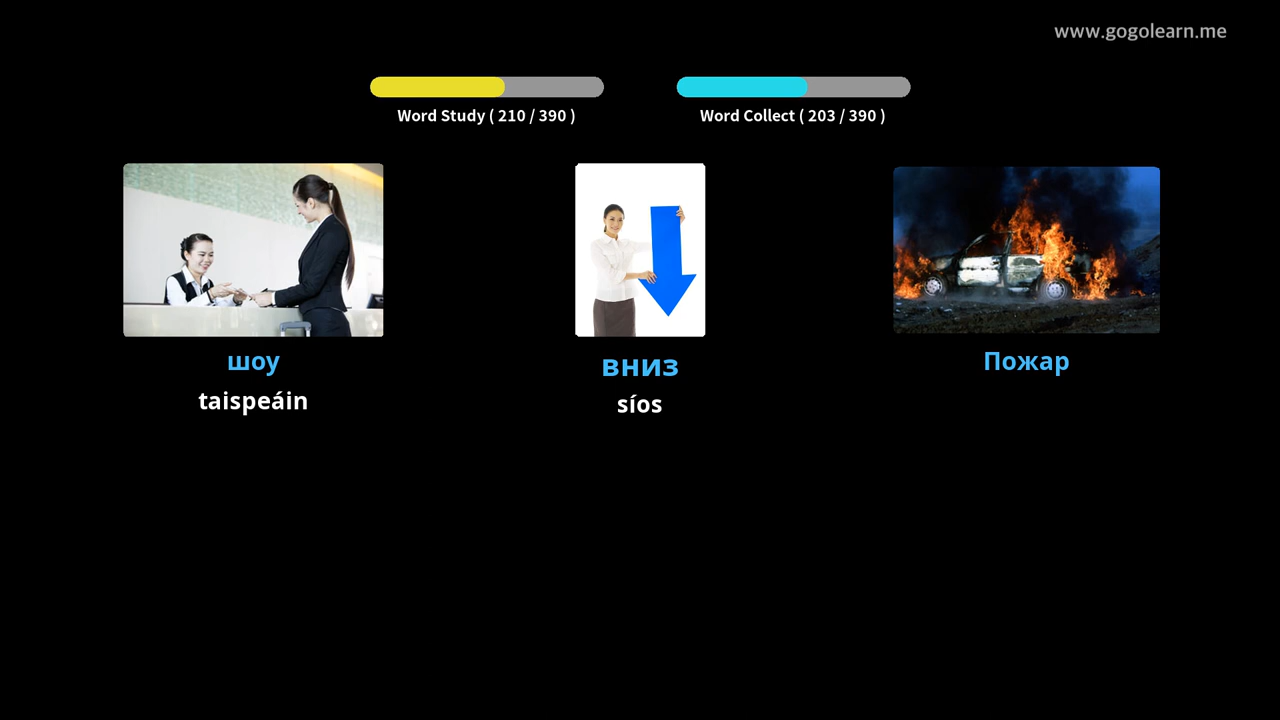 www.gogolearn.me
Word Study ( 210 / 390 )
Word Collect ( 203 / 390 )
шоу
taispeáin
вниз
síos
Пожар